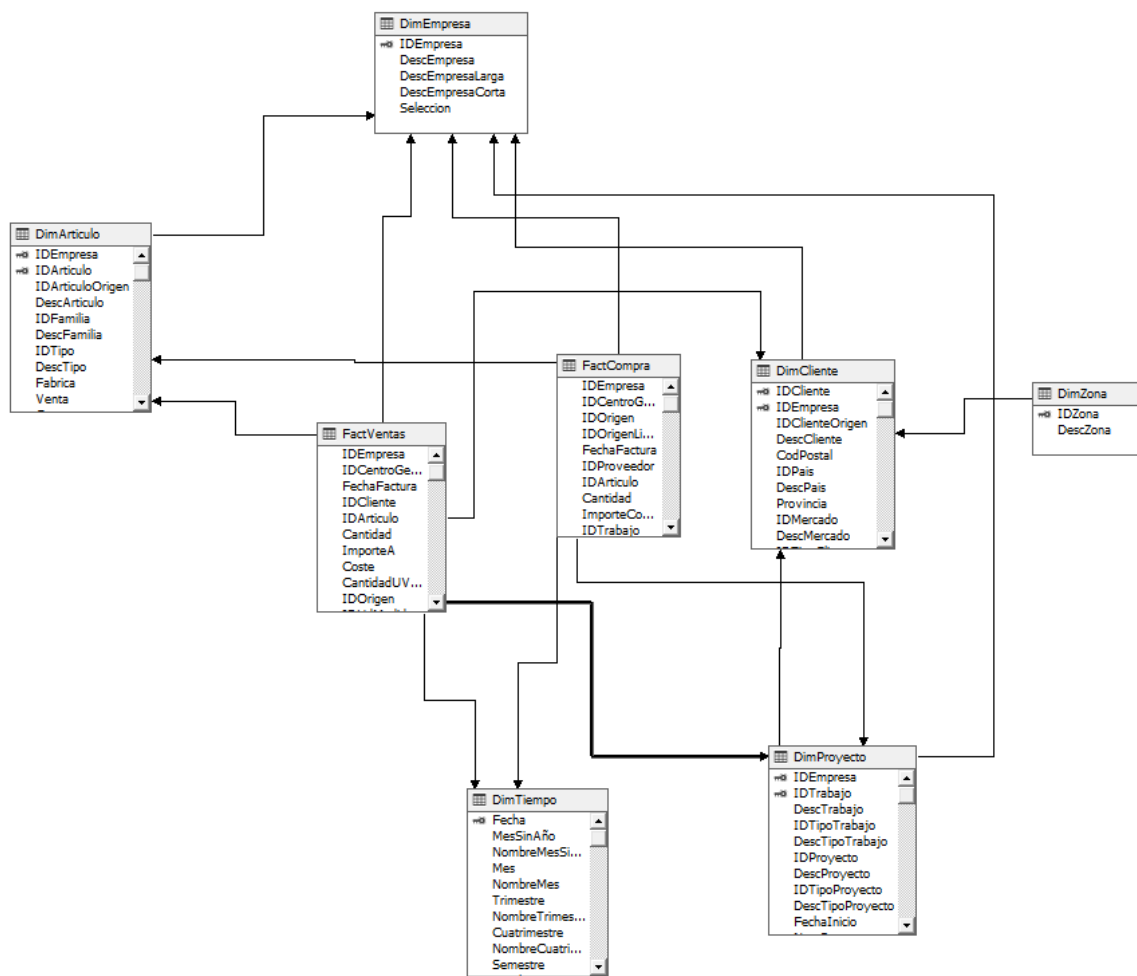 DimEmpresa
IDEmpresa
DescEmpresa
DescEmpresaLarga
DescEmpresaCorta
Seleccion
DimArticulo
IDEmpresa
IDArticulo
IDArticuloOrigen
DescArticulo
IDFamilia
DescFamilia
IDTipo
DescTipo
Fabrica
Venta
FactVentas
IDEmpresa
IDCentroGe...
FechaFactura
IDCliente
IDArticulo
Cantidad
ImporteA
Coste
CantidadUV...
IDOrigen
FactCompra
IDEmpresa
IDCentroG...
IDOrigen
IDOrigenLi...
FechaFactura
IDProveedor
IDArticulo
Cantidad
ImporteCo...
IDTrabajo
DimCliente
IDCliente
IDEmpresa
IDClienteOrigen
DescCliente
CodPostal
IDPais
DescPais
Provincia
IDMercado
DescMercado
DimZona
IDZona
DescZona
DimTiempo
Fecha
MesSinAño
NombreMesSi...
Mes
NombreMes
Trimestre
NombreTrimes...
Cuatrimestre
NombreCuatri...
Semestre
DimProyecto
IDEmpresa
IDTrabajo
DescTrabajo
IDTipoTrabajo
DescTipoTrabajo
IDProyecto
DescProyecto
IDTipoProyecto
DescTipoProyecto
FechaInicio